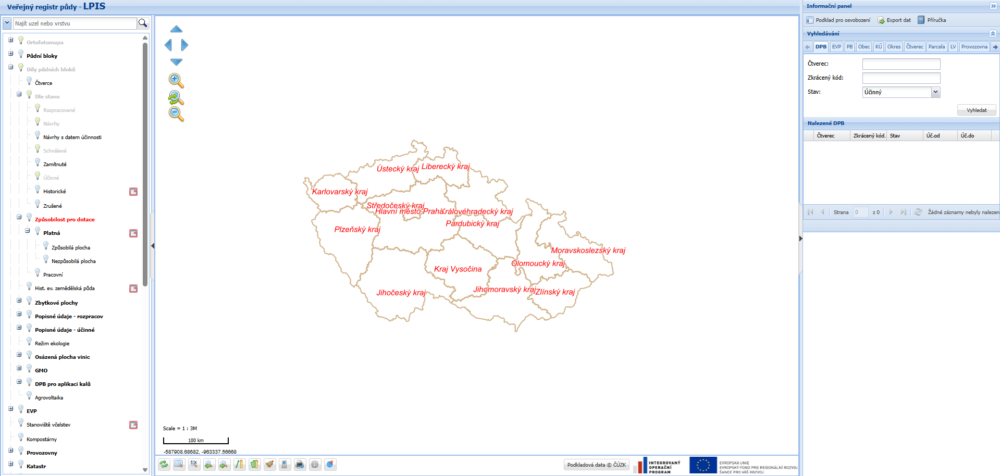 Veřejný registr půdy - LPIS
Najít uzel nebo vrstvu
Ortofotomapa
Půdní bloky
Díly půdních bloků
Čtverce
Dle stavu
Rozpracované
Návrhy
Návrhy s datem účinnosti
Schválené
Zamítnuté
Účinné
Historické
Zrušené
Způsobilost pro dotace
Platná
Způsobilá plocha
Nezpůsobilá plocha
Pracovní
Hist. ev. zemědělská půda
Zbytkové plochy
Popisné údaje - rozpracov
Popisné údaje - účinné
Režim ekologie
Osázená plocha vinic
GMO
DPB pro aplikaci kalů
Agrovoltaika
EVP
Stanoviště včelstev
Kompostárny
Provozovny
Katastr
Ústecký kraj
Liberecký kraj
Karlovarský kraj
Středočeský kraj
Hlavní město Praha
Královéhradecký kraj
Pardubický kraj
Plzeňský kraj
Moravskoslezský kraj
Olomoucký kraj
Kraj Vysočina
Jihomoravský kraj
Zlínský kraj
Jihočeský kraj
Scale = 1 : 3M
100 km
-587908.68682, -963337.56668
1:X
Podkladová data © ČÚZK
INTEGROVANÝ
OPERAČNÍ
PROGRAM
EVROPSKÁ UNIE
EVROPSKÝ FOND PRO REGIONÁLNÍ ROZVOJ
ŠANCE PRO VÁŠ ROZVOJ
Informační panel
Podklad pro osvobození Export dat Příručka
Vyhledávání
DPB EVP PB Obec KÚ Okres Čtverec Parcela LV Provozovna
Čtverec:
Zkrácený kód:
Stav: Účinný
Vyhledat
Nalezené DPB
Čtverec Zkrácený kód. Stav Úč.od Úč.do
Strana 0 z 0 Žádné záznamy nebyly nalezen